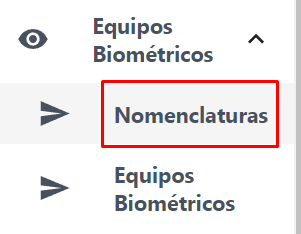 Equipos
Biométricos
Nomenclaturas
Equipos
Biométricos